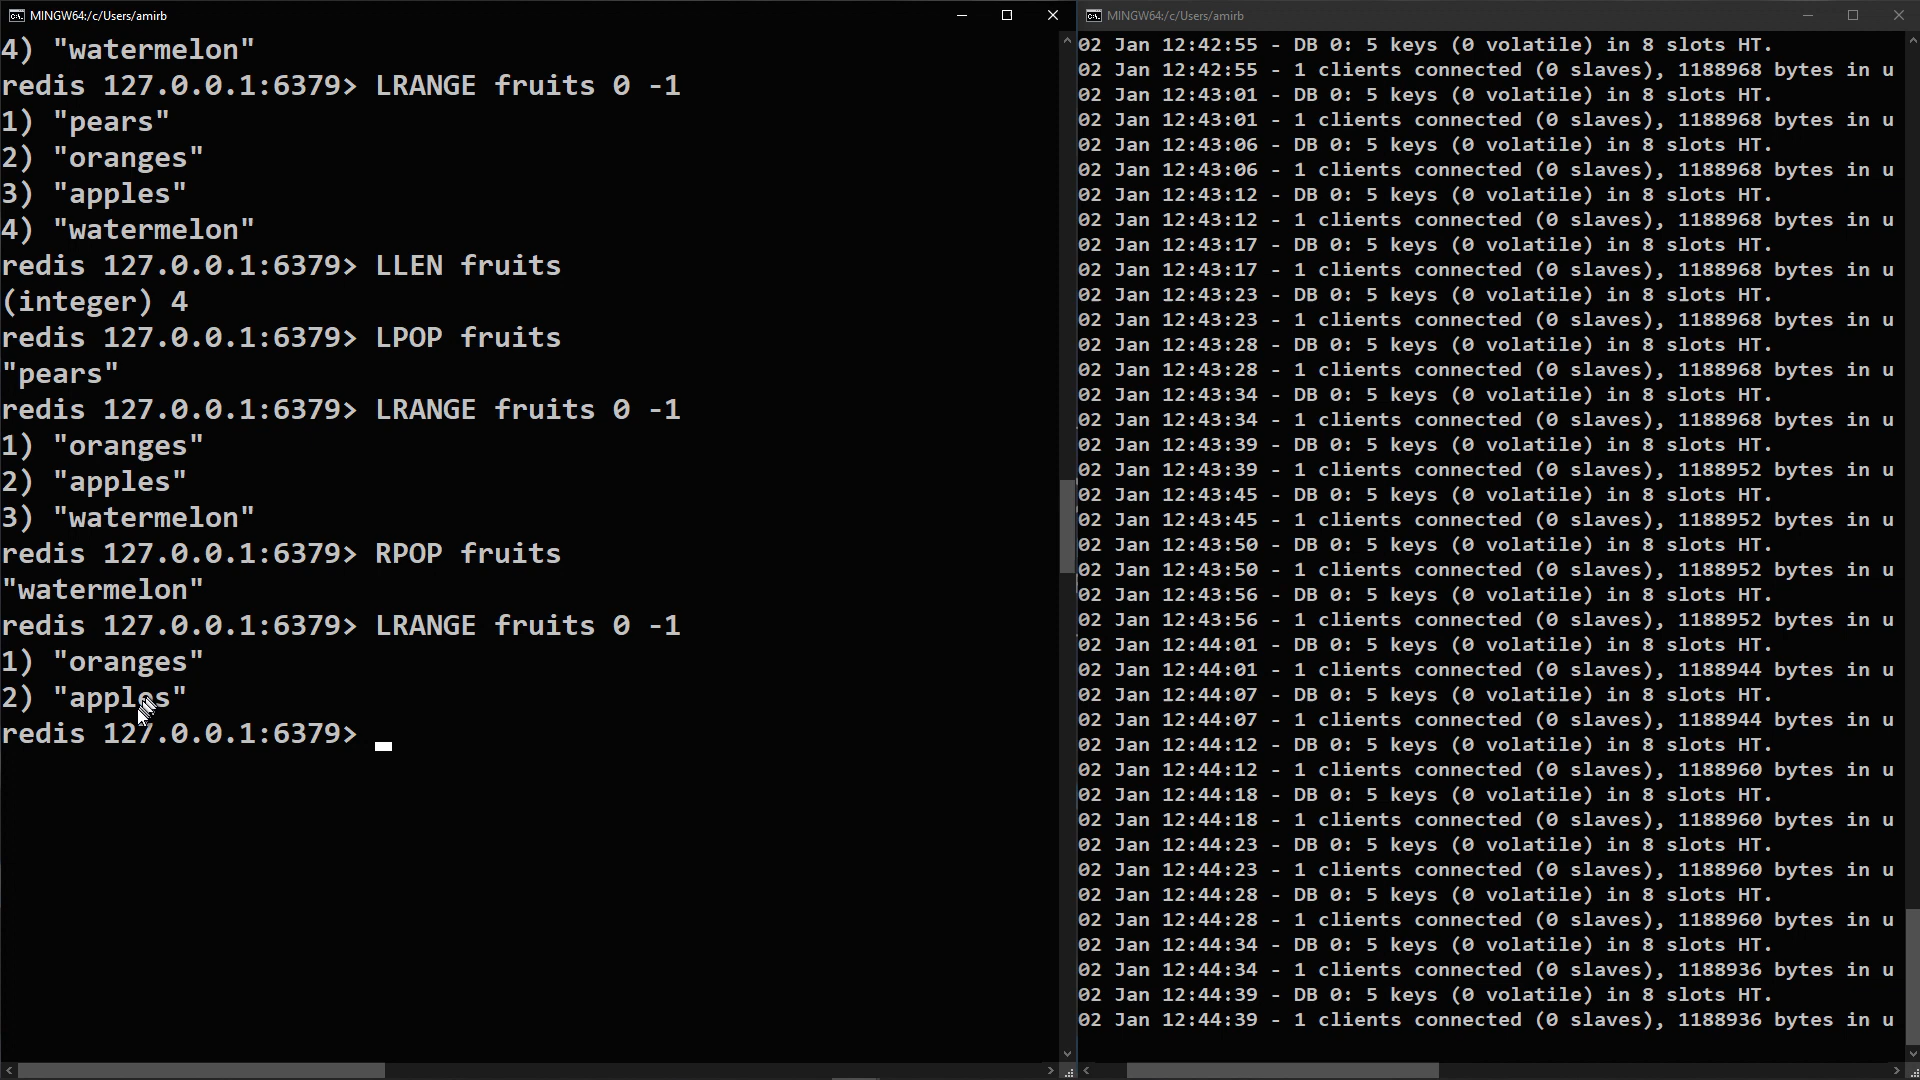 MINGW64:/c/Users/amirb
4) "watermelon"
redis 127.0.0.1:6379> LRANGE fruits 0 -1
1) "pears"
2) "oranges"
3) "apples"
4) "watermelon"
redis 127.0.0.1:6379> LLEN fruits
(integer) 4
redis 127.0.0.1:6379> LPOP fruits
"pears"
redis 127.0.0.1:6379> LRANGE fruits 0 -1
1) "oranges"
2) "apples"
3) "watermelon"
redis 127.0.0.1:6379> RPOP fruits
"watermelon"
redis 127.0.0.1:6379> LRANGE fruits 0 -1
1) "oranges"
2) "apples"
redis 127.0.0.1:6379>
MINGW64:/c/Users/amirb
02 Jan 12:42:55 - DB 0: 5 keys (0 volatile) in 8 slots HT.
02 Jan 12:42:55 - 1 clients connected (0 slaves), 1188968 bytes in u
02 Jan 12:43:01 - DB 0: 5 keys (0 volatile) in 8 slots HT.
02 Jan 12:43:01 - 1 clients connected (0 slaves), 1188968 bytes in u
02 Jan 12:43:06 - DB 0: 5 keys (0 volatile) in 8 slots HT.
02 Jan 12:43:06 - 1 clients connected (0 slaves), 1188968 bytes in u
02 Jan 12:43:12 - DB 0: 5 keys (0 volatile) in 8 slots HT.
02 Jan 12:43:12 - 1 clients connected (0 slaves), 1188968 bytes in u
02 Jan 12:43:17 - DB 0: 5 keys (0 volatile) in 8 slots HT.
02 Jan 12:43:17 - 1 clients connected (0 slaves), 1188968 bytes in u
02 Jan 12:43:23 - DB 0: 5 keys (0 volatile) in 8 slots HT.
02 Jan 12:43:23 - 1 clients connected (0 slaves), 1188968 bytes in u
02 Jan 12:43:28 - DB 0: 5 keys (0 volatile) in 8 slots HT.
02 Jan 12:43:28 - 1 clients connected (0 slaves), 1188968 bytes in u
02 Jan 12:43:34 - DB 0: 5 keys (0 volatile) in 8 slots HT.
02 Jan 12:43:34 - 1 clients connected (0 slaves), 1188968 bytes in u
02 Jan 12:43:39 - DB 0: 5 keys (0 volatile) in 8 slots HT.
02 Jan 12:43:39 - 1 clients connected (0 slaves), 1188952 bytes in u
02 Jan 12:43:45 - DB 0: 5 keys (0 volatile) in 8 slots HT.
02 Jan 12:43:45 - 1 clients connected (0 slaves), 1188952 bytes in u
02 Jan 12:43:50 - DB 0: 5 keys (0 volatile) in 8 slots HT.
02 Jan 12:43:50 - 1 clients connected (0 slaves), 1188952 bytes in u
02 Jan 12:43:56 - DB 0: 5 keys (0 volatile) in 8 slots HT.
02 Jan 12:43:56 - 1 clients connected (0 slaves), 1188952 bytes in u
02 Jan 12:44:01 - DB 0: 5 keys (0 volatile) in 8 slots HT.
02 Jan 12:44:01 - 1 clients connected (0 slaves), 1188944 bytes in u
02 Jan 12:44:07 - DB 0: 5 keys (0 volatile) in 8 slots HT.
02 Jan 12:44:07 - 1 clients connected (0 slaves), 1188944 bytes in u
02 Jan 12:44:12 - DB 0: 5 keys (0 volatile) in 8 slots HT.
02 Jan 12:44:12 - 1 clients connected (0 slaves), 1188960 bytes in u
02 Jan 12:44:18 - DB 0: 5 keys (0 volatile) in 8 slots HT.
02 Jan 12:44:18 - 1 clients connected (0 slaves), 1188960 bytes in u
02 Jan 12:44:23 - DB 0: 5 keys (0 volatile) in 8 slots HT.
02 Jan 12:44:23 - 1 clients connected (0 slaves), 1188960 bytes in u
02 Jan 12:44:28 - DB 0: 5 keys (0 volatile) in 8 slots HT.
02 Jan 12:44:28 - 1 clients connected (0 slaves), 1188960 bytes in u
02 Jan 12:44:34 - DB 0: 5 keys (0 volatile) in 8 slots HT.
02 Jan 12:44:34 - 1 clients connected (0 slaves), 1188936 bytes in u
02 Jan 12:44:39 - DB 0: 5 keys (0 volatile) in 8 slots HT.
02 Jan 12:44:39 - 1 clients connected (0 slaves), 1188936 bytes in u